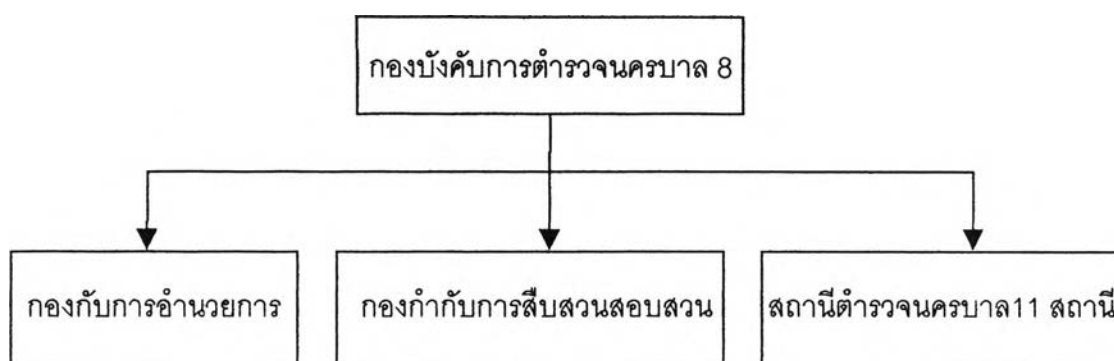 กองบังคับการตำรวจนครบาล 8
กองกับการอำนวยการ
กองกำกับการสืบสวนสอบสวน
สถานีตำรวจนครบาล11 สถานี